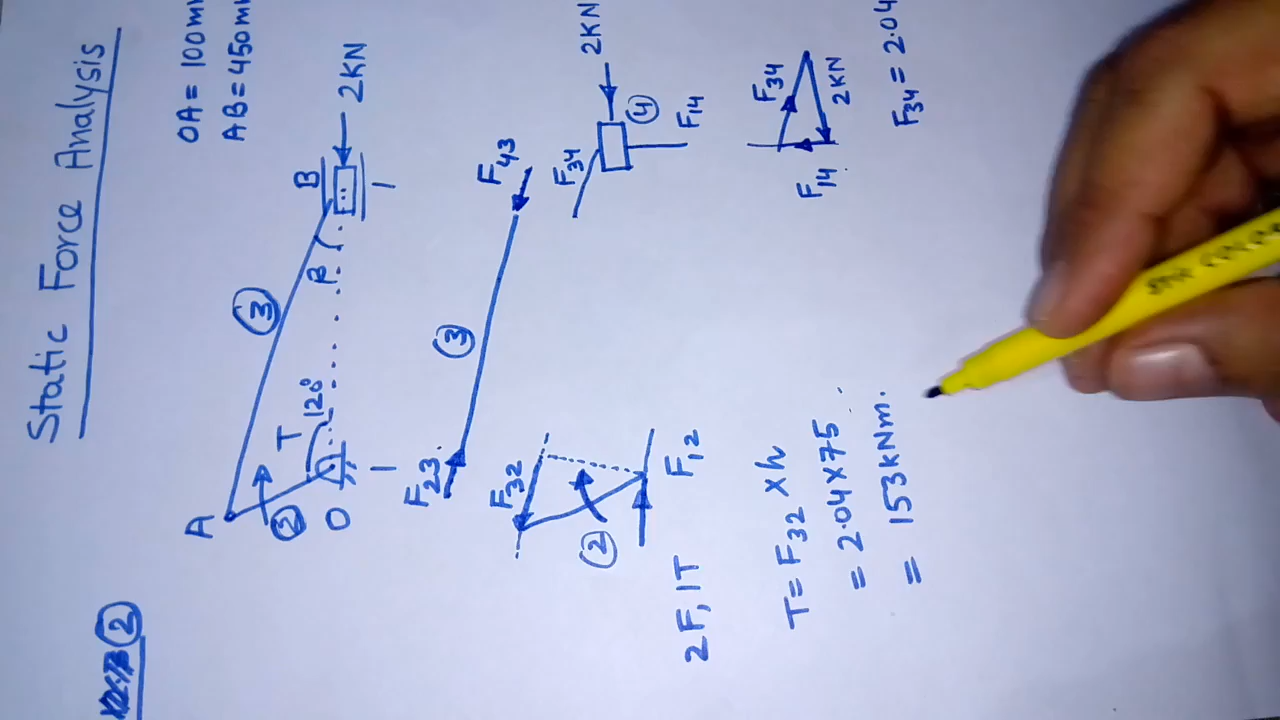 2
Static Force Analysis
OA = 100m
AB = 450m
A
3
B
2KN
2
T
120°
β
O
1
1
F23
3
F43
F34
2KN
4
F14
F32
2
F12
2F, 1T
F34
2KN
F14
F34 = 2.04
T = F32 × h
= 2.04 × 75
= 153 kNm.